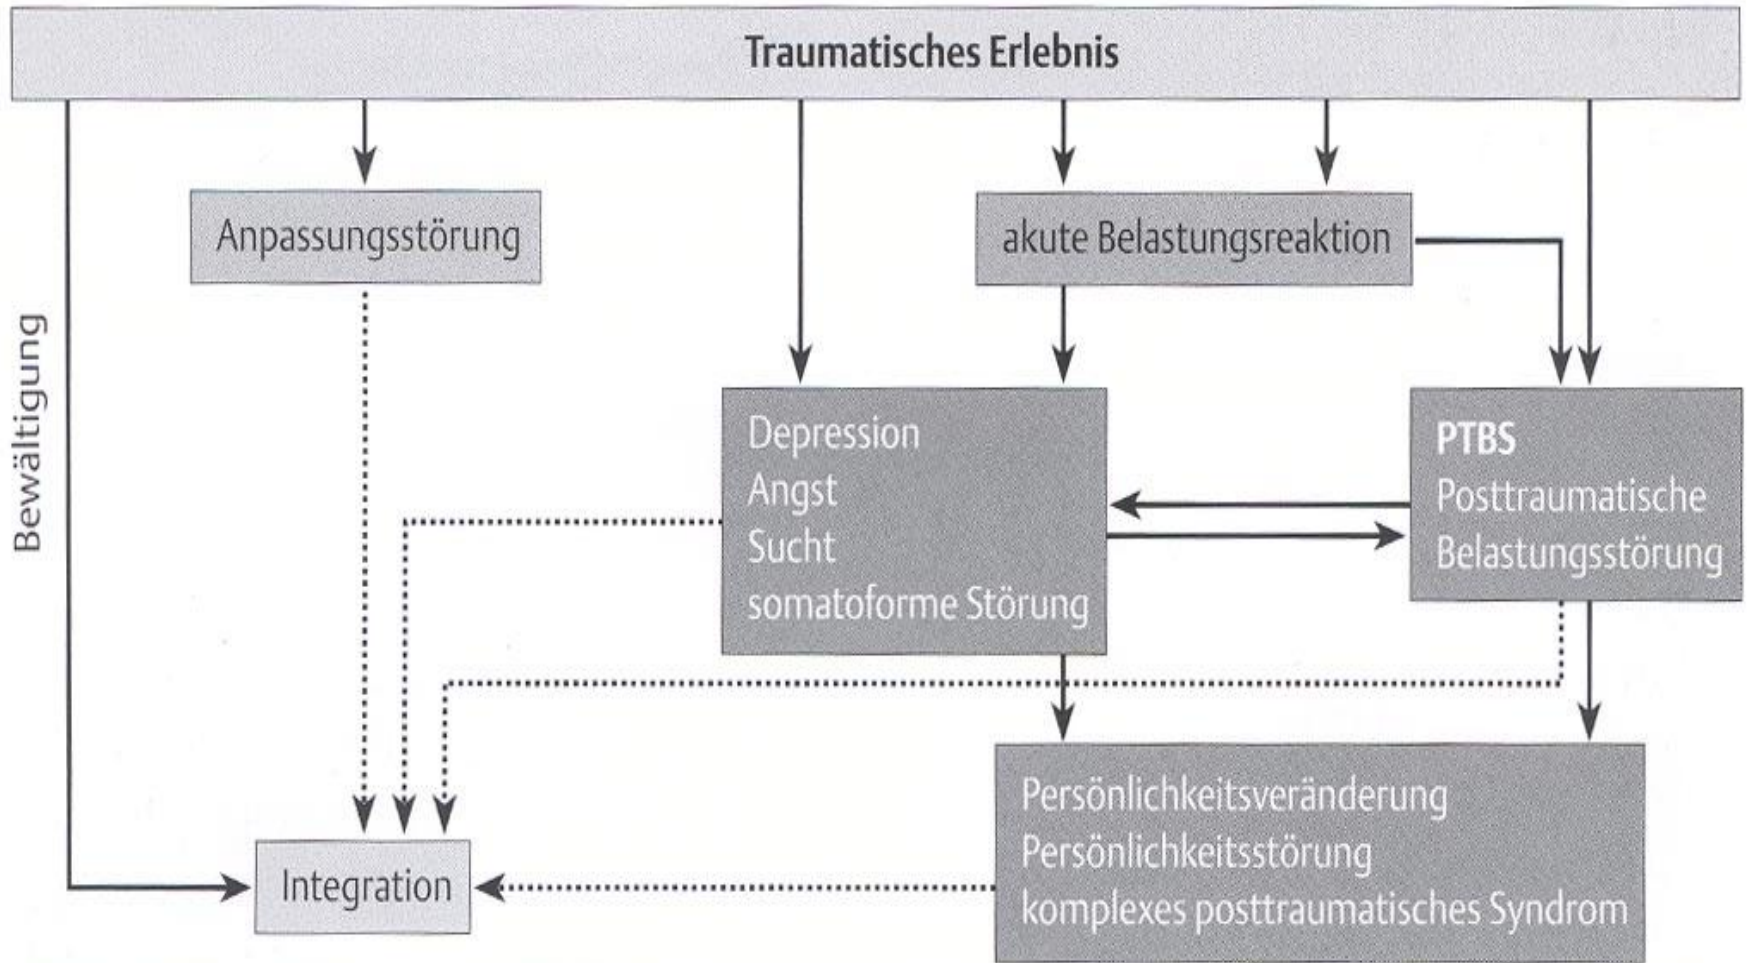 Traumatisches Erlebnis
Anpassungsstörung
akute Belastungsreaktion
Bewältigung
Depression
Angst
Sucht
somatoforme Störung
PTBS
Posttraumatische
Belastungsstörung
Persönlichkeitsveränderung
Persönlichkeitsstörung
komplexes posttraumatisches Syndrom
Integration